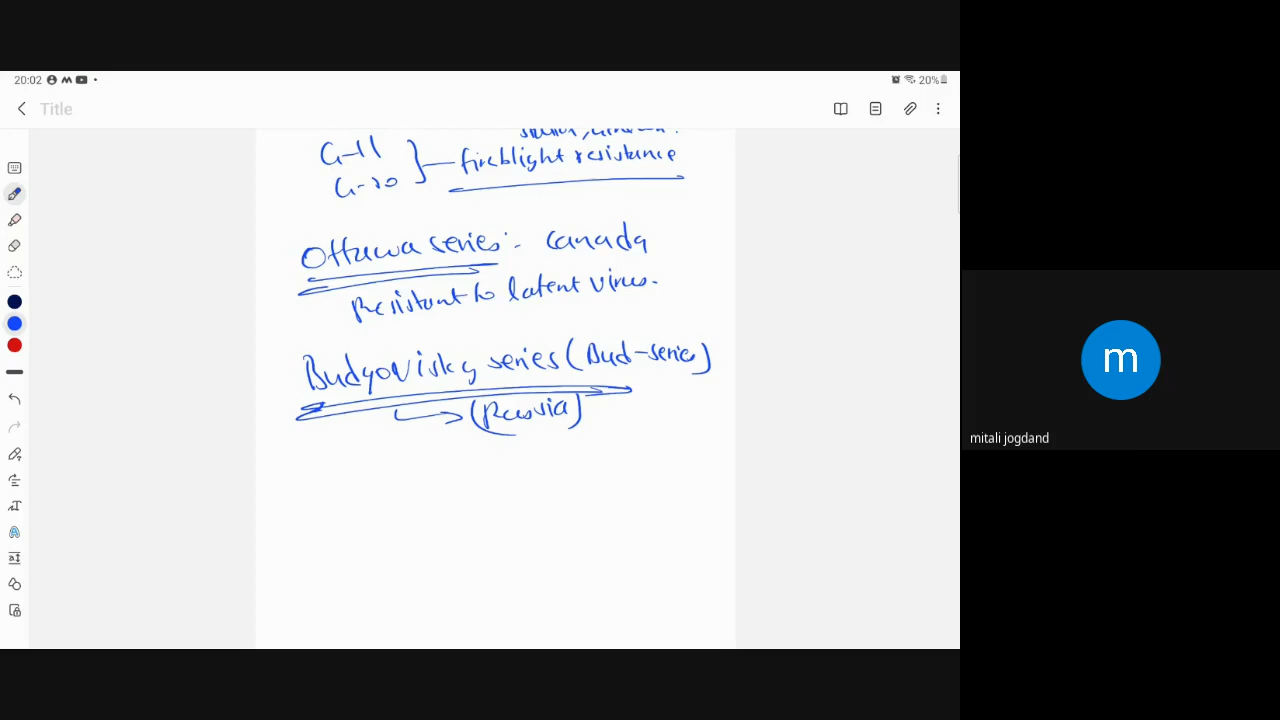 20:02
20%
Title
G-11
G-20
fireblight resistance
Ottawa series:- Canada
Resistant to latent virus.
Budgovisky series (Bud-series)
(Russia)
m
mitali jogdand